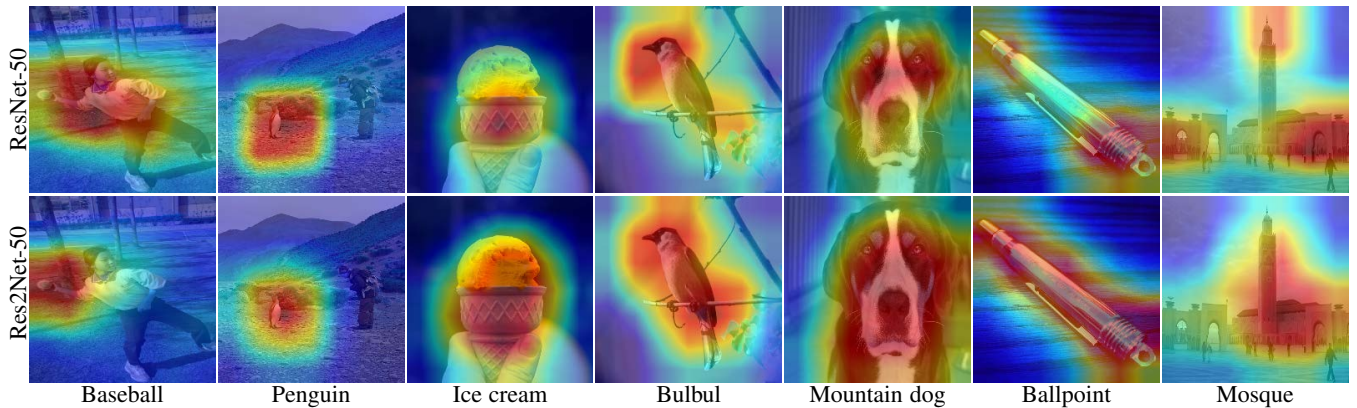 ResNet-50
Res2Net-50
Baseball Penguin Ice cream Bulbul Mountain dog Ballpoint Mosque